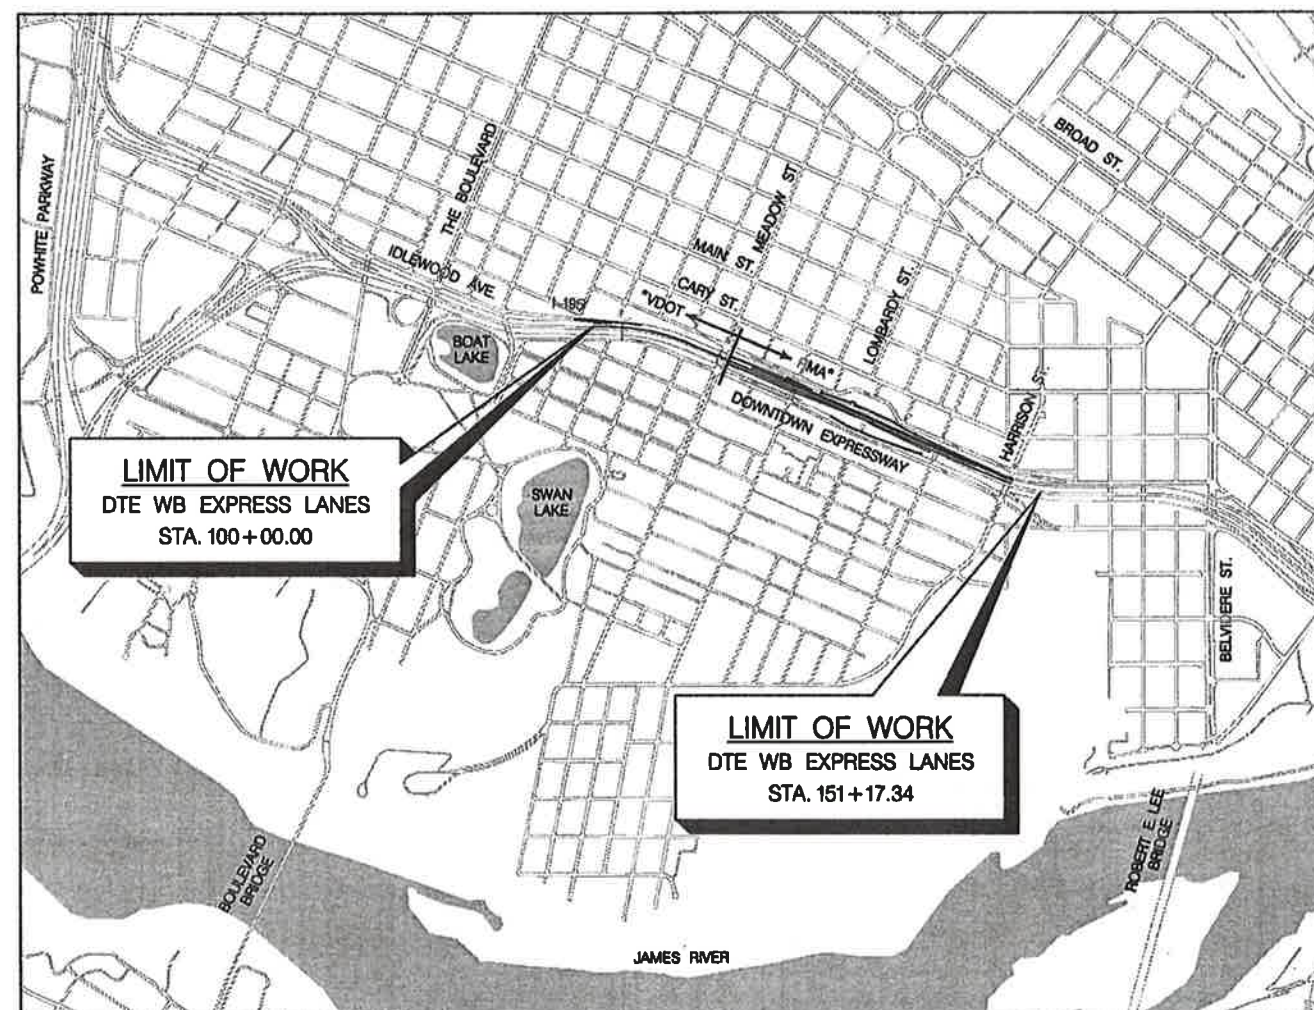 BROAD ST.
POWHITE PARKWAY
THE BOULEVARD
MEADOW ST.
MAIN ST.
IDLEWOOD AVE.
CARY ST.
LOMBARDY ST.
I-195
*VDOT
RMA*
BOAT
LAKE
HARRISON ST.
DOWNTOWN EXPRESSWAY
LIMIT OF WORK
DTE WB EXPRESS LANES
STA. 100+00.00
SWAN
LAKE
BELVIDERE ST.
LIMIT OF WORK
DTE WB EXPRESS LANES
STA. 151+17.34
BOULEVARD
BRIDGE
ROBERT E. LEE
BRIDGE
JAMES RIVER